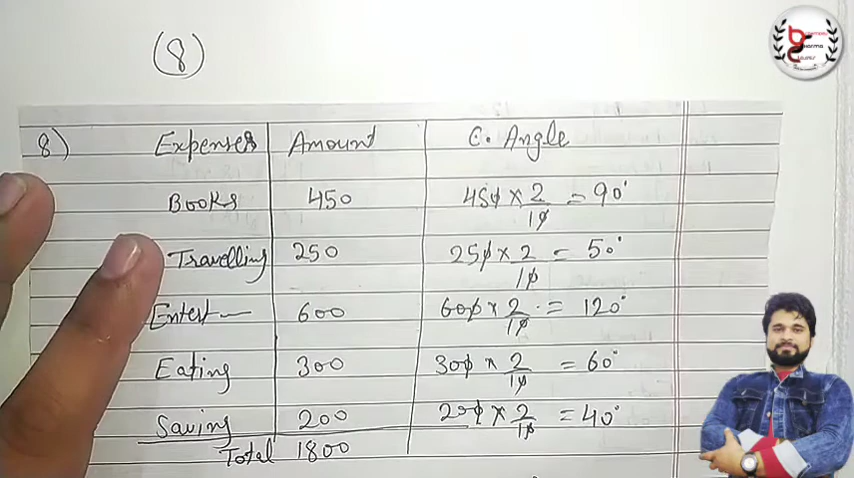 (8)
8) Expenses Amount C. Angle
Books 450 450 × 2/10 = 90°
Travelling 250 250 × 2/10 = 50°
Entert— 600 600 × 2/10 = 120°
Eating 300 300 × 2/10 = 60°
Saving 200 200 × 2/10 = 40°
Total 1800